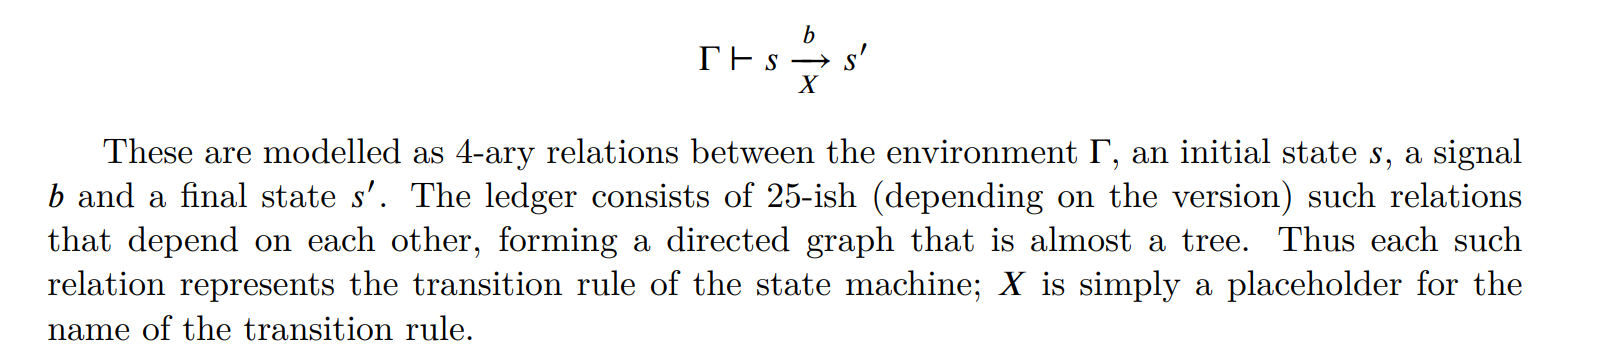 Γ ⊢ s \xrightarrow[X]{b} s′
These are modelled as 4-ary relations between the environment Γ, an initial state s, a signal
b and a final state s′. The ledger consists of 25-ish (depending on the version) such relations
that depend on each other, forming a directed graph that is almost a tree. Thus each such
relation represents the transition rule of the state machine; X is simply a placeholder for the
name of the transition rule.